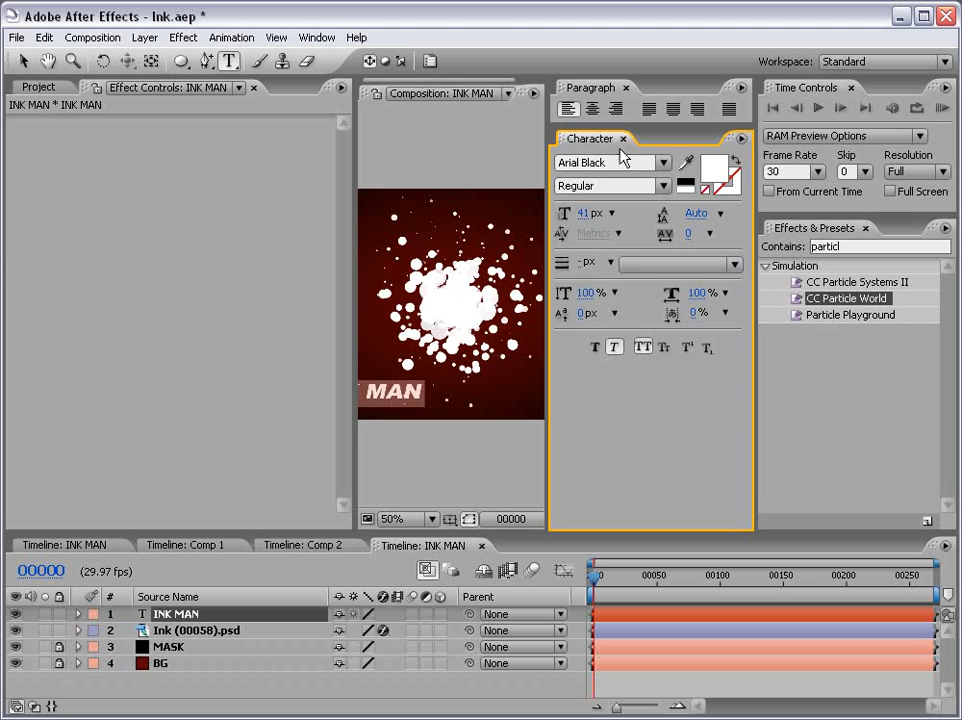 Adobe After Effects - Ink.aep *
File Edit Composition Layer Effect Animation View Window Help
Workspace: Standard
Project Effect Controls: INK MAN
INK MAN * INK MAN
Composition: INK MAN
MAN
50% 00000
Paragraph
Character
Arial Black
Regular
41 px Auto
Metrics 0
- px
100 % 100 %
0 px 0 %
T T TT Tr T¹ T₁
Time Controls
RAM Preview Options
Frame Rate Skip Resolution
30 0 Full
From Current Time Full Screen
Effects & Presets
Contains: particl
Simulation
CC Particle Systems II
CC Particle World
Particle Playground
Timeline: INK MAN Timeline: Comp 1 Timeline: Comp 2 Timeline: INK MAN
00000 (29.97 fps)
0 00050 00100 00150 00200 00250
# Source Name Parent
1 T INK MAN None
2 Ink (00058).psd None
3 MASK None
4 BG None